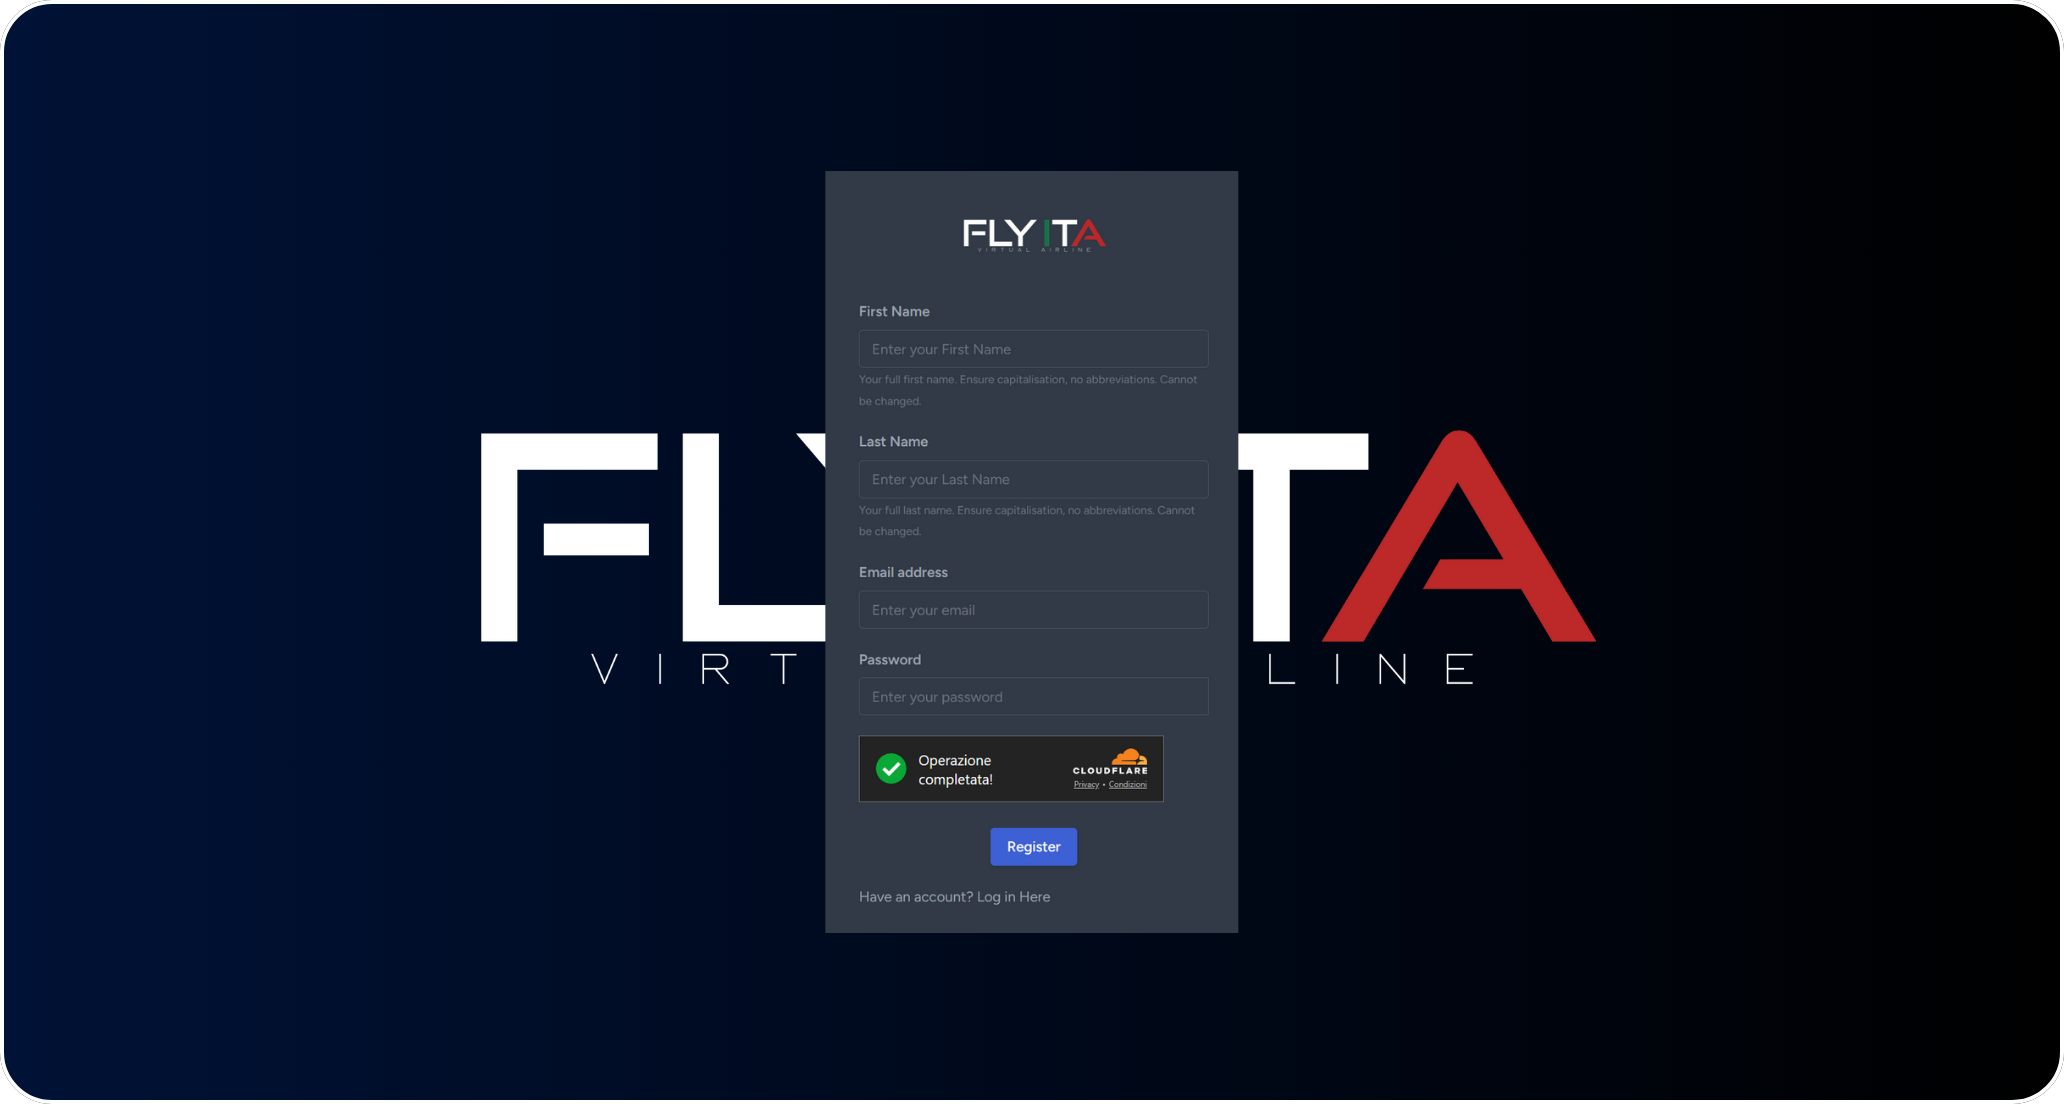 FLY ITA
VIRTUAL AIRLINE
First Name
Enter your First Name
Your full first name. Ensure capitalisation, no abbreviations. Cannot
be changed.
Last Name
Enter your Last Name
Your full last name. Ensure capitalisation, no abbreviations. Cannot
be changed.
Email address
Enter your email
Password
Enter your password
Operazione
completata!
CLOUDFLARE
Privacy • Condizioni
Register
Have an account? Log in Here
FL TA
VIRT LINE